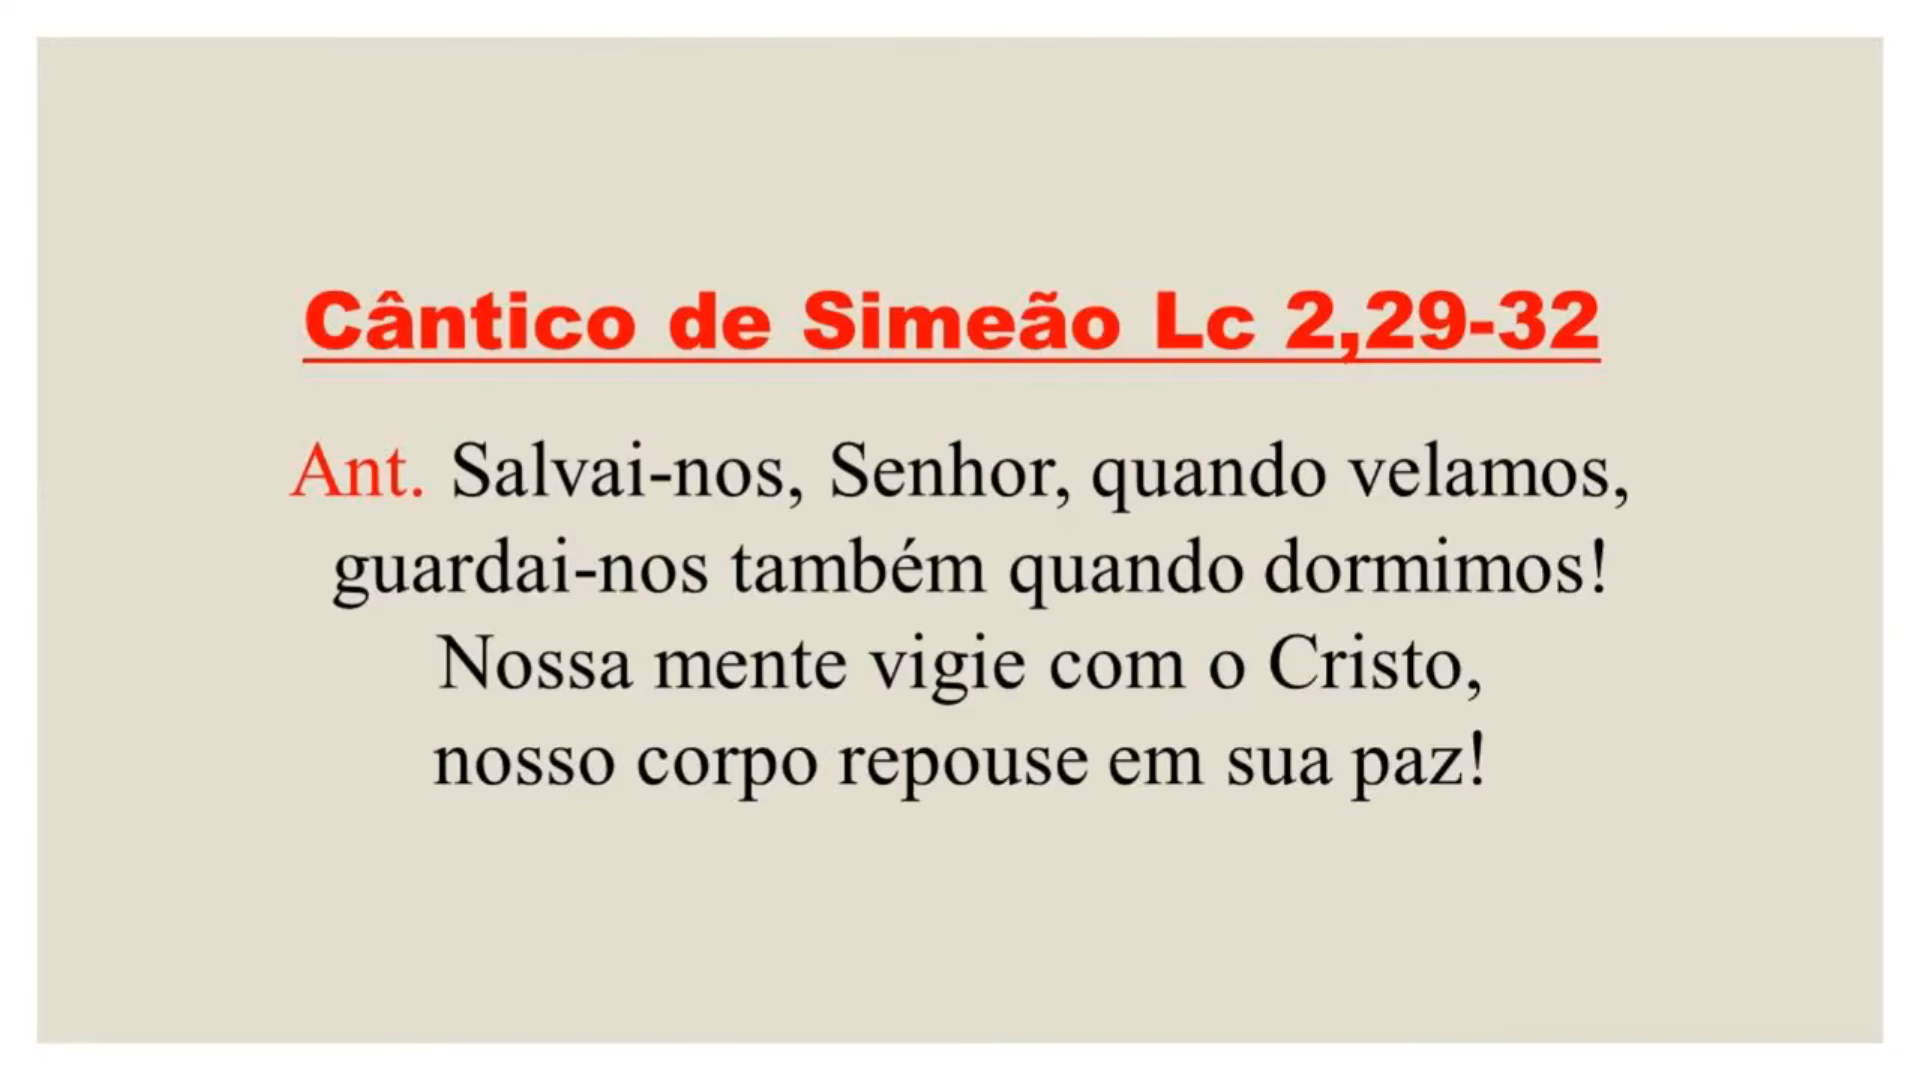 Cântico de Simeão Lc 2,29-32
Ant. Salvai-nos, Senhor, quando velamos,
guardai-nos também quando dormimos!
Nossa mente vigie com o Cristo,
nosso corpo repouse em sua paz!